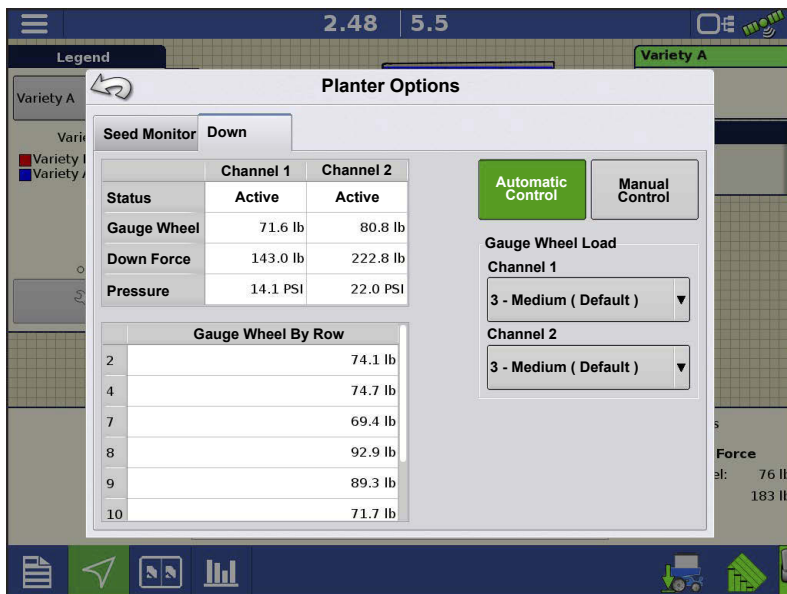 2.48 5.5
Legend
Variety A
Planter Options
Variety A
Seed Monitor Down
Channel 1 Channel 2
Status Active Active
Gauge Wheel 71.6 lb 80.8 lb
Down Force 143.0 lb 222.8 lb
Pressure 14.1 PSI 22.0 PSI
Gauge Wheel By Row
2 74.1 lb
4 74.7 lb
7 69.4 lb
8 92.9 lb
9 89.3 lb
10 71.7 lb
Automatic
Control
Manual
Control
Gauge Wheel Load
Channel 1
3 - Medium ( Default )
Channel 2
3 - Medium ( Default )
Variety
Variety
Force
76 lb
183 lb